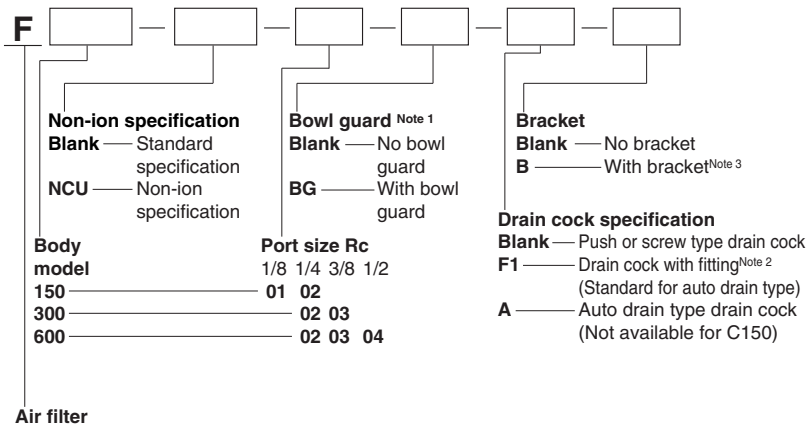 F
Non-ion specification
Blank — Standard
specification
NCU — Non-ion
specification
Bowl guard Note 1
Blank — No bowl
guard
BG — With bowl
guard
Bracket
Blank — No bracket
B — With bracket Note 3
Drain cock specification
Blank — Push or screw type drain cock
F1 — Drain cock with fitting Note 2
(Standard for auto drain type)
A — Auto drain type drain cock
(Not available for C150)
Body
model
Port size Rc
1/8 1/4 3/8 1/2
150 — 01 02
300 — 02 03
600 — 02 03 04
Air filter